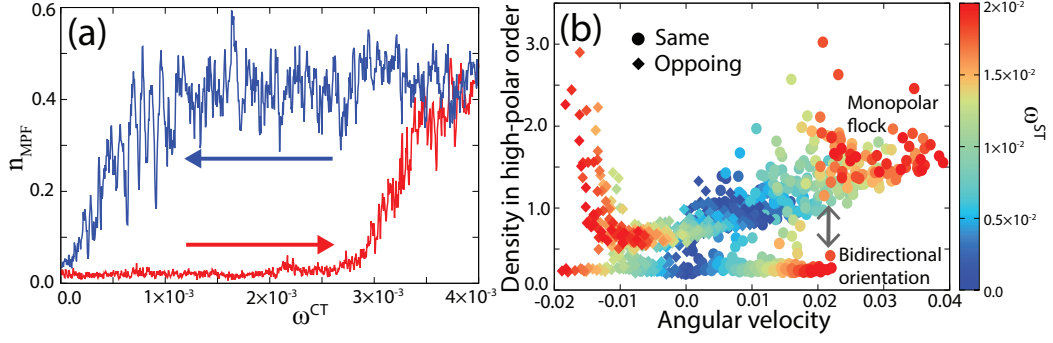 (a)
0.6
0.4
0.2
0.0
n_MPF
0.0
1*10⁻³
2*10⁻³
3*10⁻³
4*10⁻³
ω^CT
(b)
Same
Oppoing
Monopolar
flock
Bidirectional
orientation
3.0
2.0
1.0
0.0
Density in high-polar order
-0.02
-0.01
0.0
0.01
0.02
0.03
0.04
Angular velocity
2*10⁻²
1.5*10⁻²
1*10⁻²
0.5*10⁻²
0.0
ω^ST